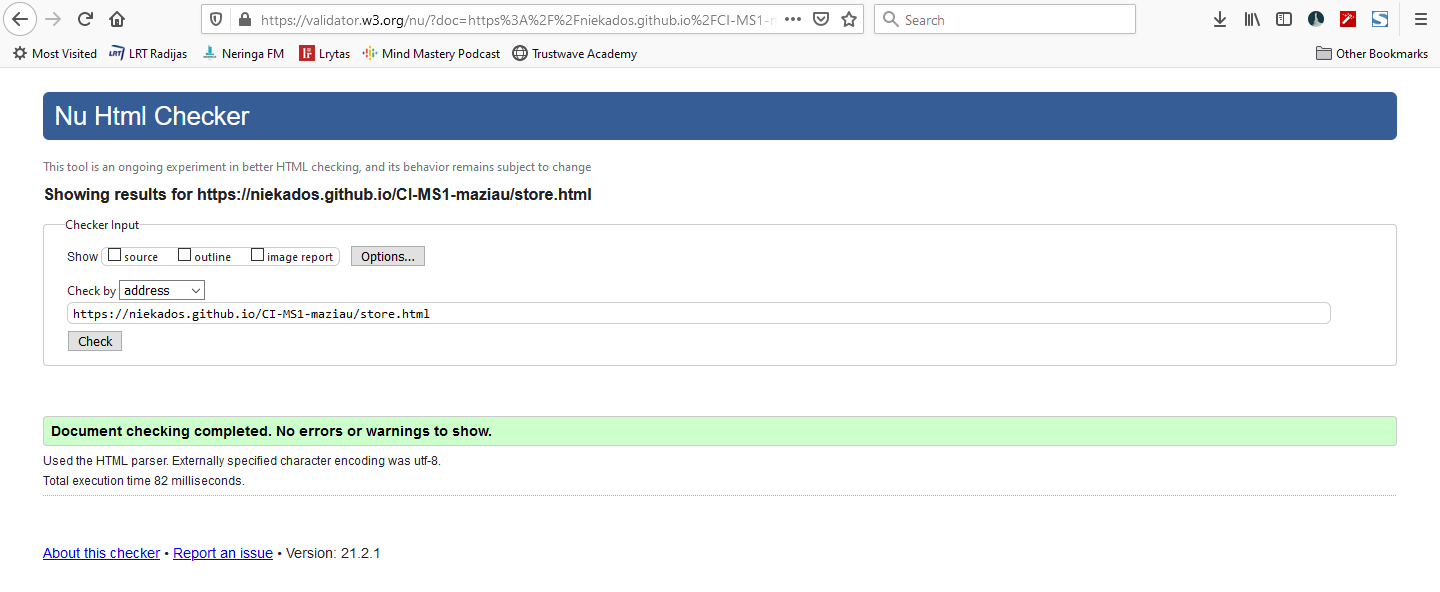 https://validator.w3.org/nu/?doc=https%3A%2F%2Fniekados.github.io%2FCI-MS1-m
Search
Most Visited LRT LRT Radijas Neringa FM Lrytas Mind Mastery Podcast Trustwave Academy Other Bookmarks
Nu Html Checker
This tool is an ongoing experiment in better HTML checking, and its behavior remains subject to change
Showing results for https://niekados.github.io/CI-MS1-maziau/store.html
Checker Input
Show source outline image report Options...
Check by address
https://niekados.github.io/CI-MS1-maziau/store.html
Check
Document checking completed. No errors or warnings to show.
Used the HTML parser. Externally specified character encoding was utf-8.
Total execution time 82 milliseconds.
About this checker • Report an issue • Version: 21.2.1